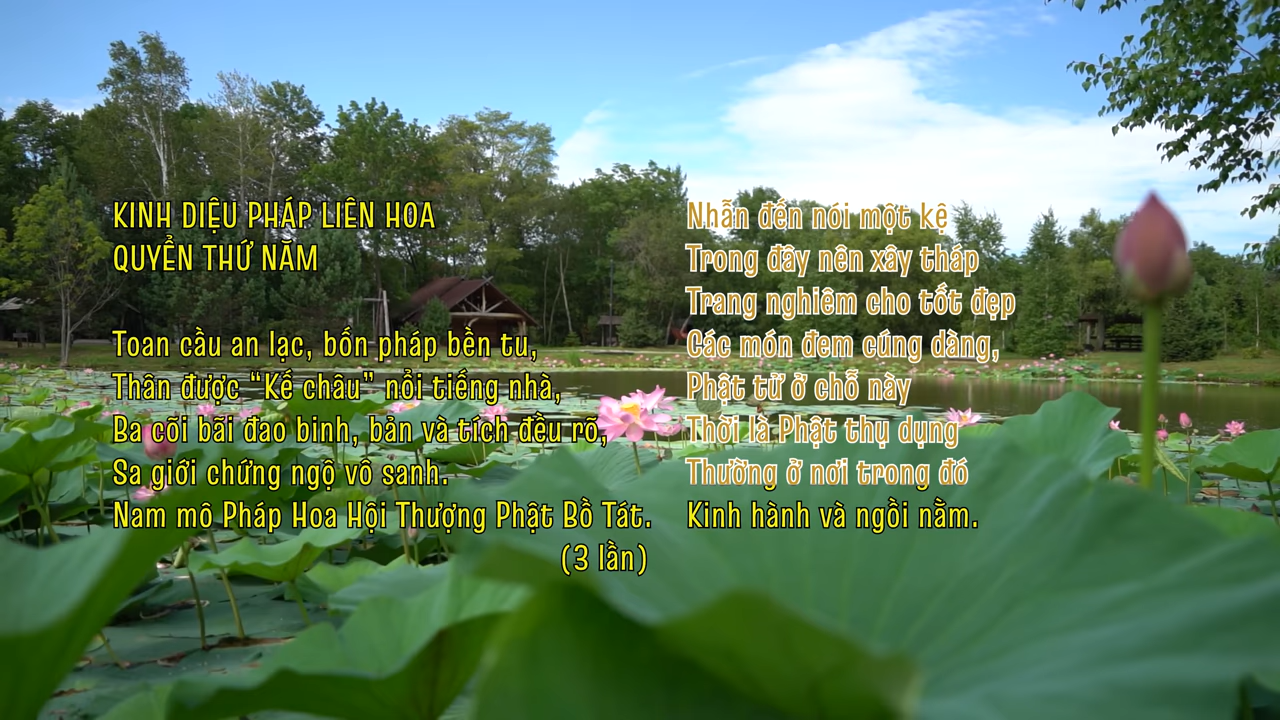 KINH DIỆU PHÁP LIÊN HOA
QUYỂN THỨ NĂM
Toan cầu an lạc, bốn pháp bền tu,
Thân được “Kế châu” nổi tiếng nhà,
Ba cõi bãi đao binh, bản và tích đều rõ,
Sa giới chứng ngộ vô sanh.
Nam mô Pháp Hoa Hội Thượng Phật Bồ Tát.
(3 lần)
Nhẫn đến nói một kệ
Trong đây nên xây tháp
Trang nghiêm cho tốt đẹp
Các món đem cúng dàng,
Phật tử ở chỗ này
Thời là Phật thụ dụng
Thường ở nơi trong đó
Kinh hành và ngồi nằm.